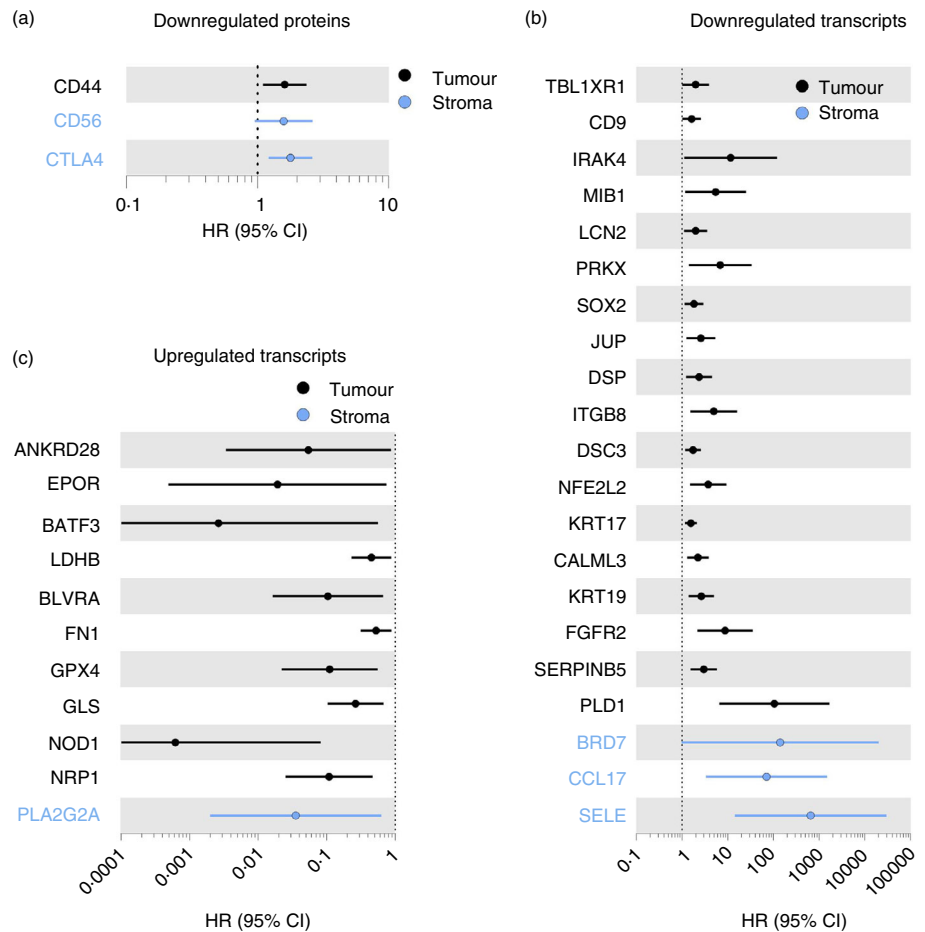 (a)
Downregulated proteins
Tumour
Stroma
CD44
CD56
CTLA4
0·1
1
10
HR (95% CI)
(b)
Downregulated transcripts
Tumour
Stroma
TBL1XR1
CD9
IRAK4
MIB1
LCN2
PRKX
SOX2
JUP
DSP
ITGB8
DSC3
NFE2L2
KRT17
CALML3
KRT19
FGFR2
SERPINB5
PLD1
BRD7
CCL17
SELE
0·1
1
10
100
1000
10000
100000
HR (95% CI)
(c)
Upregulated transcripts
Tumour
Stroma
ANKRD28
EPOR
BATF3
LDHB
BLVRA
FN1
GPX4
GLS
NOD1
NRP1
PLA2G2A
0·0001
0·001
0·01
0·1
1
HR (95% CI)